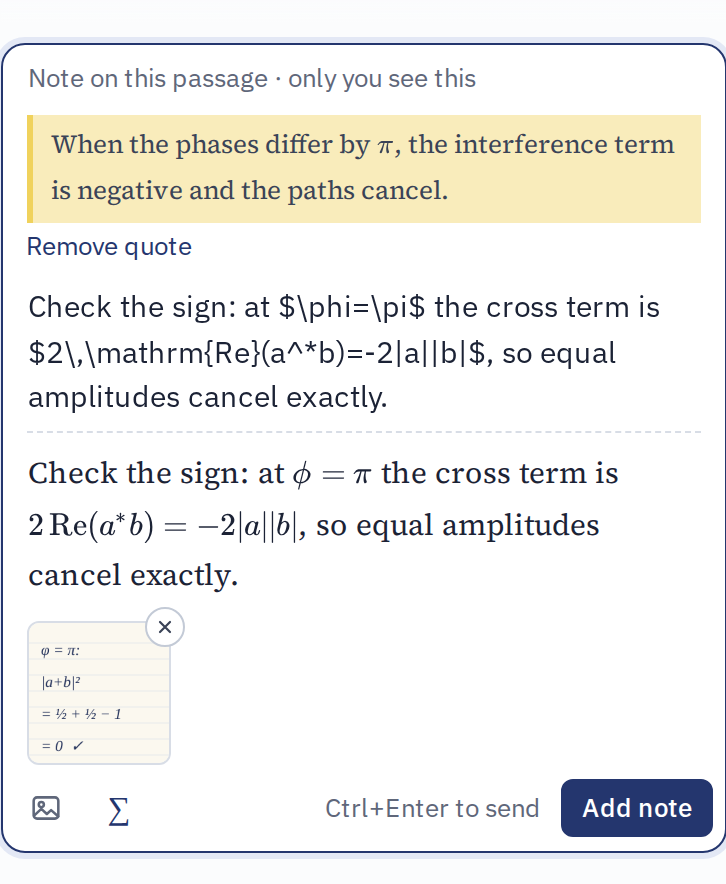 Note on this passage · only you see this
When the phases differ by π, the interference term
is negative and the paths cancel.
Remove quote
Check the sign: at $\phi=\pi$ the cross term is
$2\,\mathrm{Re}(a^*b)=-2|a||b|$, so equal
amplitudes cancel exactly.
Check the sign: at ϕ = π the cross term is
2 Re(a*b) = −2|a||b|, so equal amplitudes
cancel exactly.
φ = π:
|a+b|²
= ½ + ½ − 1
= 0 ✓
Ctrl+Enter to send
Add note